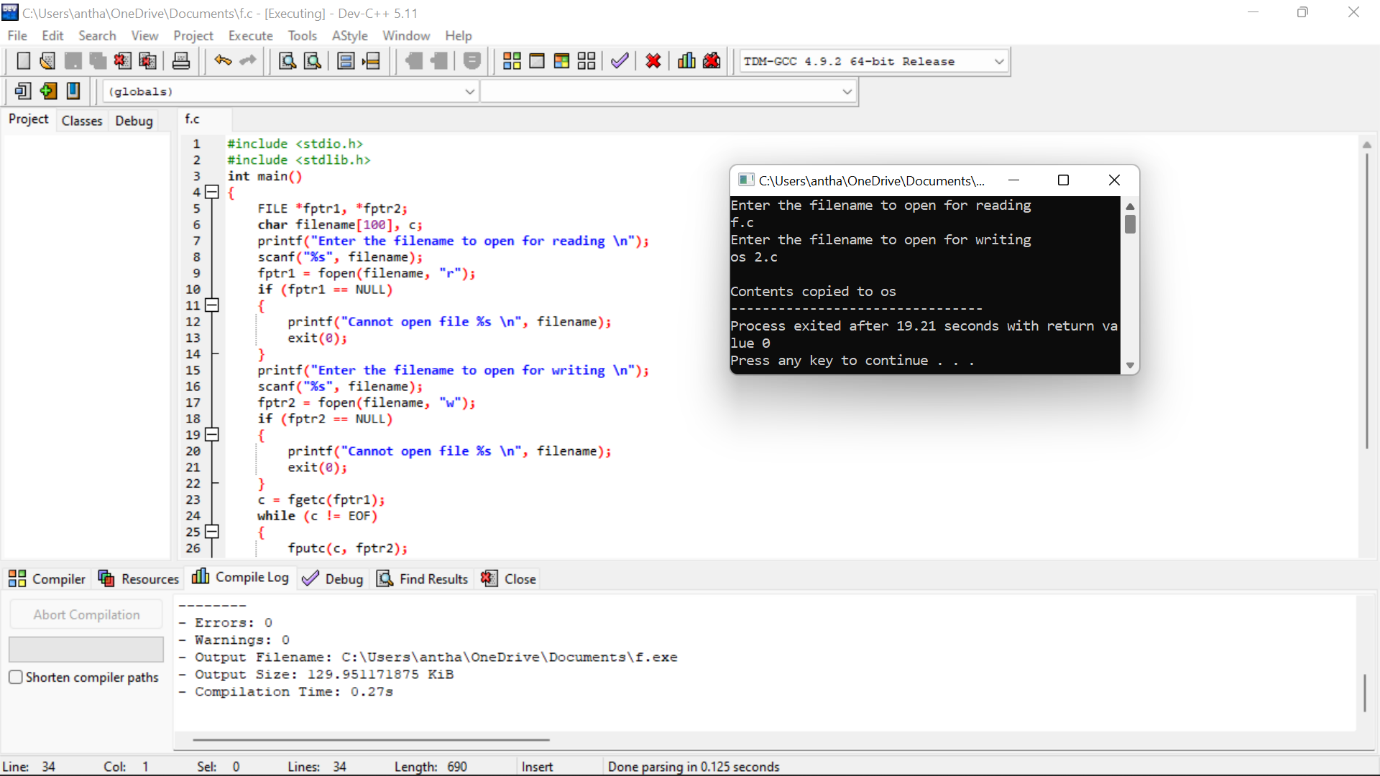 C:\Users\antha\OneDrive\Documents\f.c - [Executing] - Dev-C++ 5.11
File Edit Search View Project Execute Tools AStyle Window Help
TDM-GCC 4.9.2 64-bit Release
(globals)
Project Classes Debug
f.c
1 #include <stdio.h>
2 #include <stdlib.h>
3 int main()
4 {
5 FILE *fptr1, *fptr2;
6 char filename[100], c;
7 printf("Enter the filename to open for reading \n");
8 scanf("%s", filename);
9 fptr1 = fopen(filename, "r");
10 if (fptr1 == NULL)
11 {
12 printf("Cannot open file %s \n", filename);
13 exit(0);
14 }
15 printf("Enter the filename to open for writing \n");
16 scanf("%s", filename);
17 fptr2 = fopen(filename, "w");
18 if (fptr2 == NULL)
19 {
20 printf("Cannot open file %s \n", filename);
21 exit(0);
22 }
23 c = fgetc(fptr1);
24 while (c != EOF)
25 {
26 fputc(c, fptr2);
C:\Users\antha\OneDrive\Documents\...
Enter the filename to open for reading
f.c
Enter the filename to open for writing
os 2.c
Contents copied to os
--------------------------------
Process exited after 19.21 seconds with return va
lue 0
Press any key to continue . . .
Compiler Resources Compile Log Debug Find Results Close
Abort Compilation
Shorten compiler paths
--------
- Errors: 0
- Warnings: 0
- Output Filename: C:\Users\antha\OneDrive\Documents\f.exe
- Output Size: 129.951171875 KiB
- Compilation Time: 0.27s
Line: 34 Col: 1 Sel: 0 Lines: 34 Length: 690 Insert Done parsing in 0.125 seconds